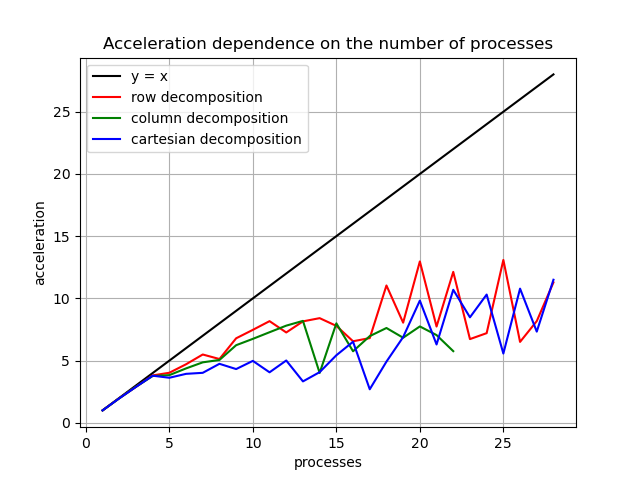 Acceleration dependence on the number of processes
y = x
row decomposition
column decomposition
cartesian decomposition
acceleration
25
20
15
10
5
0
0 5 10 15 20 25
processes